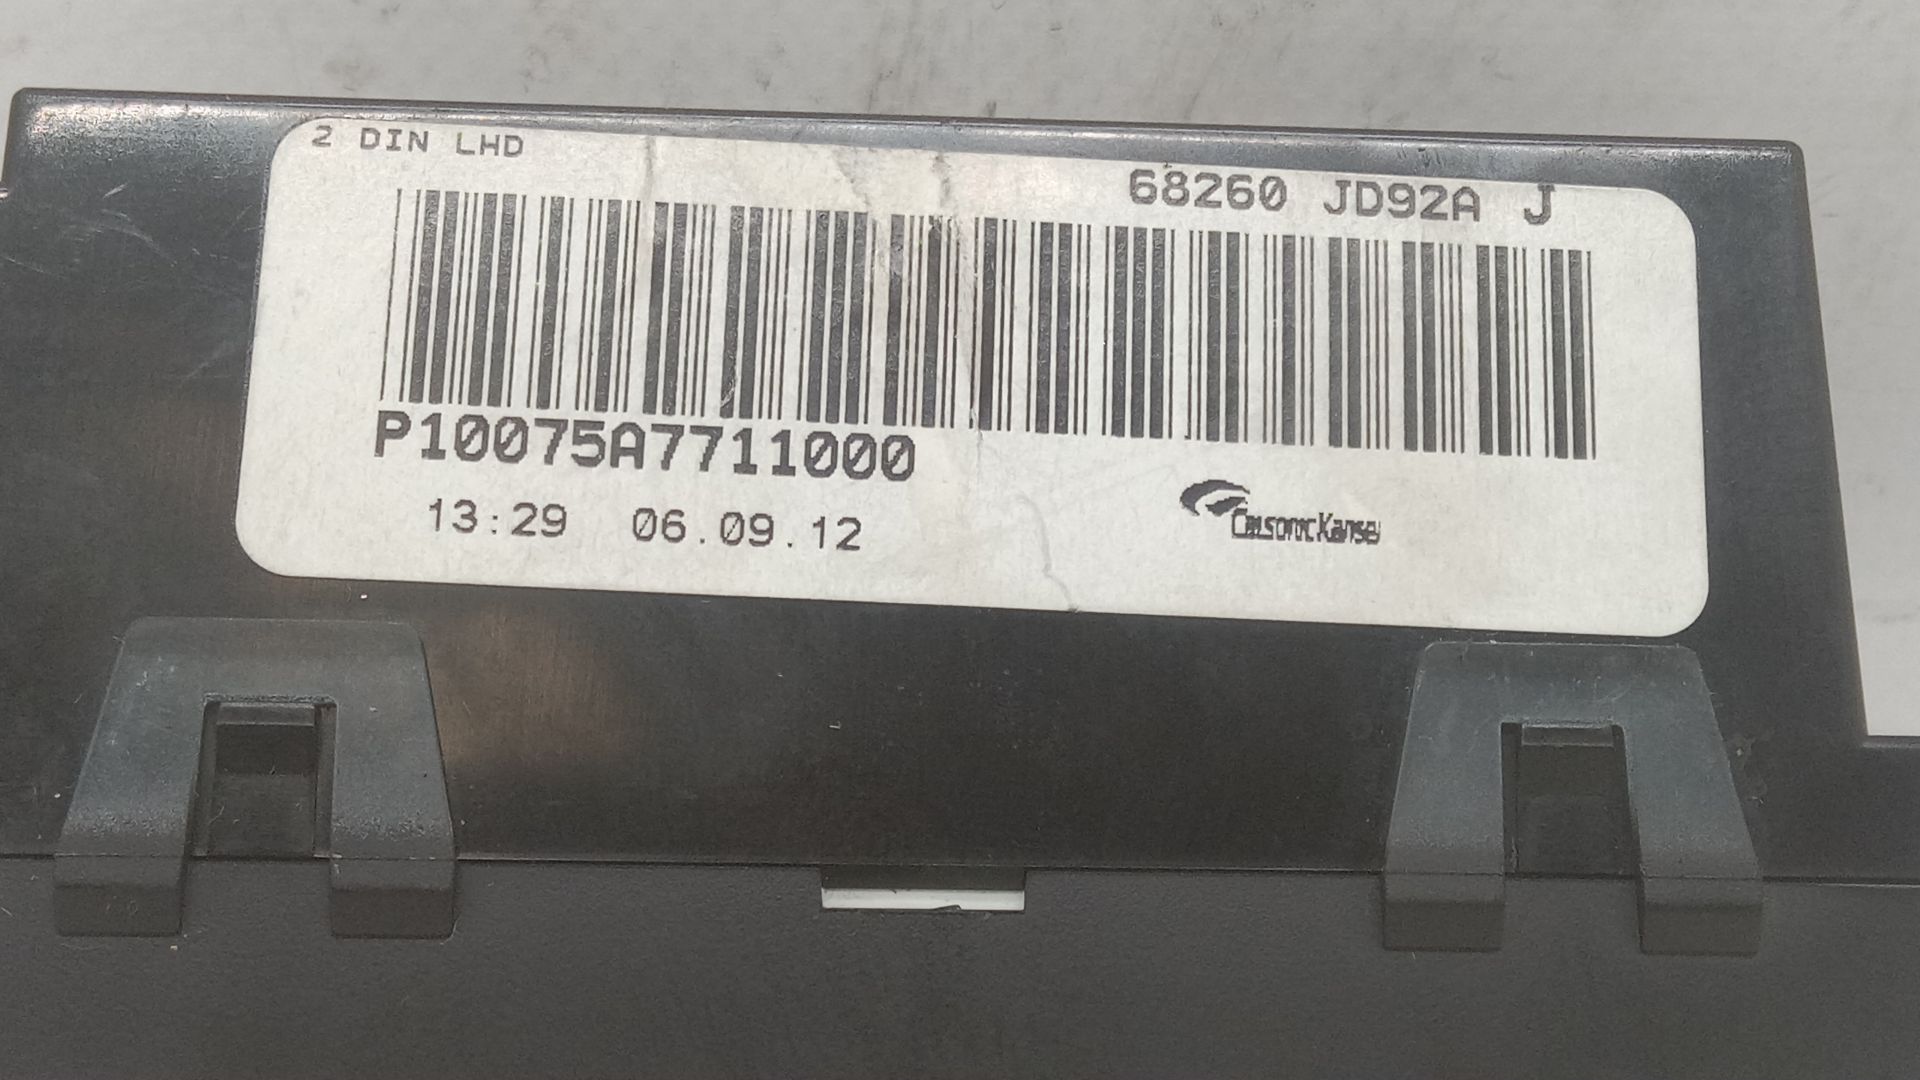 2 DIN LHD
68260 JD92A J
P10075A7711000
13:29 06.09.12
CalsonicKansei